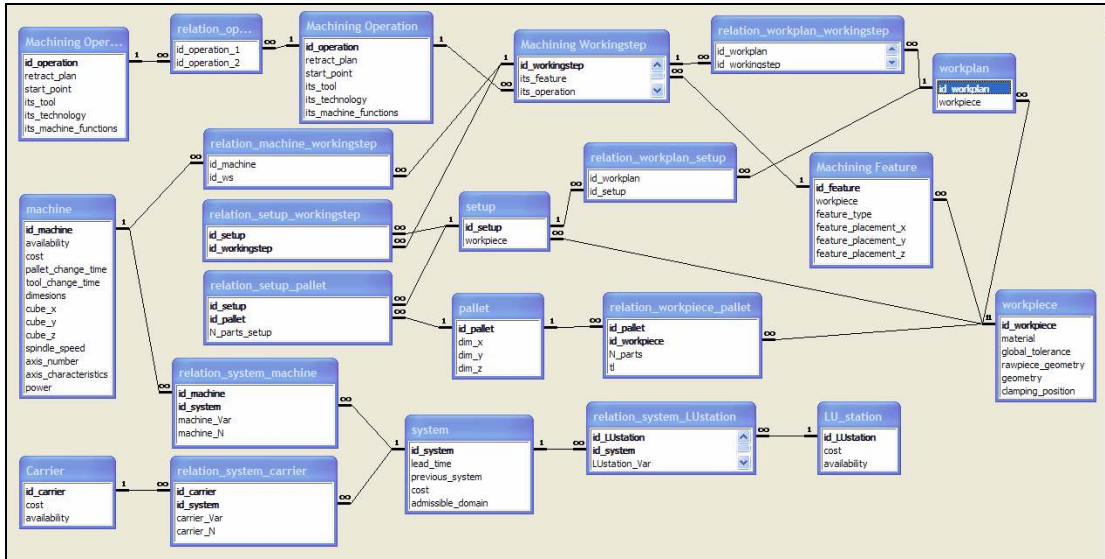 Machining Oper...
id_operation
retract_plan
start_point
its_tool
its_technology
its_machine_functions
relation_op...
id_operation_1
id_operation_2
Machining Operation
id_operation
retract_plan
start_point
its_tool
its_technology
its_machine_functions
Machining Workingstep
id_workingstep
its_feature
its_operation
relation_workplan_workingstep
id_workplan
id_workingstep
workplan
id_workplan
workpiece
relation_machine_workingstep
id_machine
id_ws
relation_workplan_setup
id_workplan
id_setup
Machining Feature
id_feature
workpiece
feature_type
feature_placement_x
feature_placement_y
feature_placement_z
machine
id_machine
availability
cost
pallet_change_time
tool_change_time
dimesions
cube_x
cube_y
cube_z
spindle_speed
axis_number
axis_characteristics
power
relation_setup_workingstep
id_setup
id_workingstep
setup
id_setup
workpiece
relation_setup_pallet
id_setup
id_pallet
N_parts_setup
pallet
id_pallet
dim_x
dim_y
dim_z
relation_workpiece_pallet
id_pallet
id_workpiece
N_parts
tl
workpiece
id_workpiece
material
global_tolerance
rawpiece_geometry
geometry
clamping_position
relation_system_machine
id_machine
id_system
machine_Var
machine_N
system
id_system
lead_time
previous_system
cost
admissible_domain
relation_system_LUstation
id_LUstation
id_system
LUstation_Var
LU_station
id_LUstation
cost
availability
Carrier
id_carrier
cost
availability
relation_system_carrier
id_carrier
id_system
carrier_Var
carrier_N